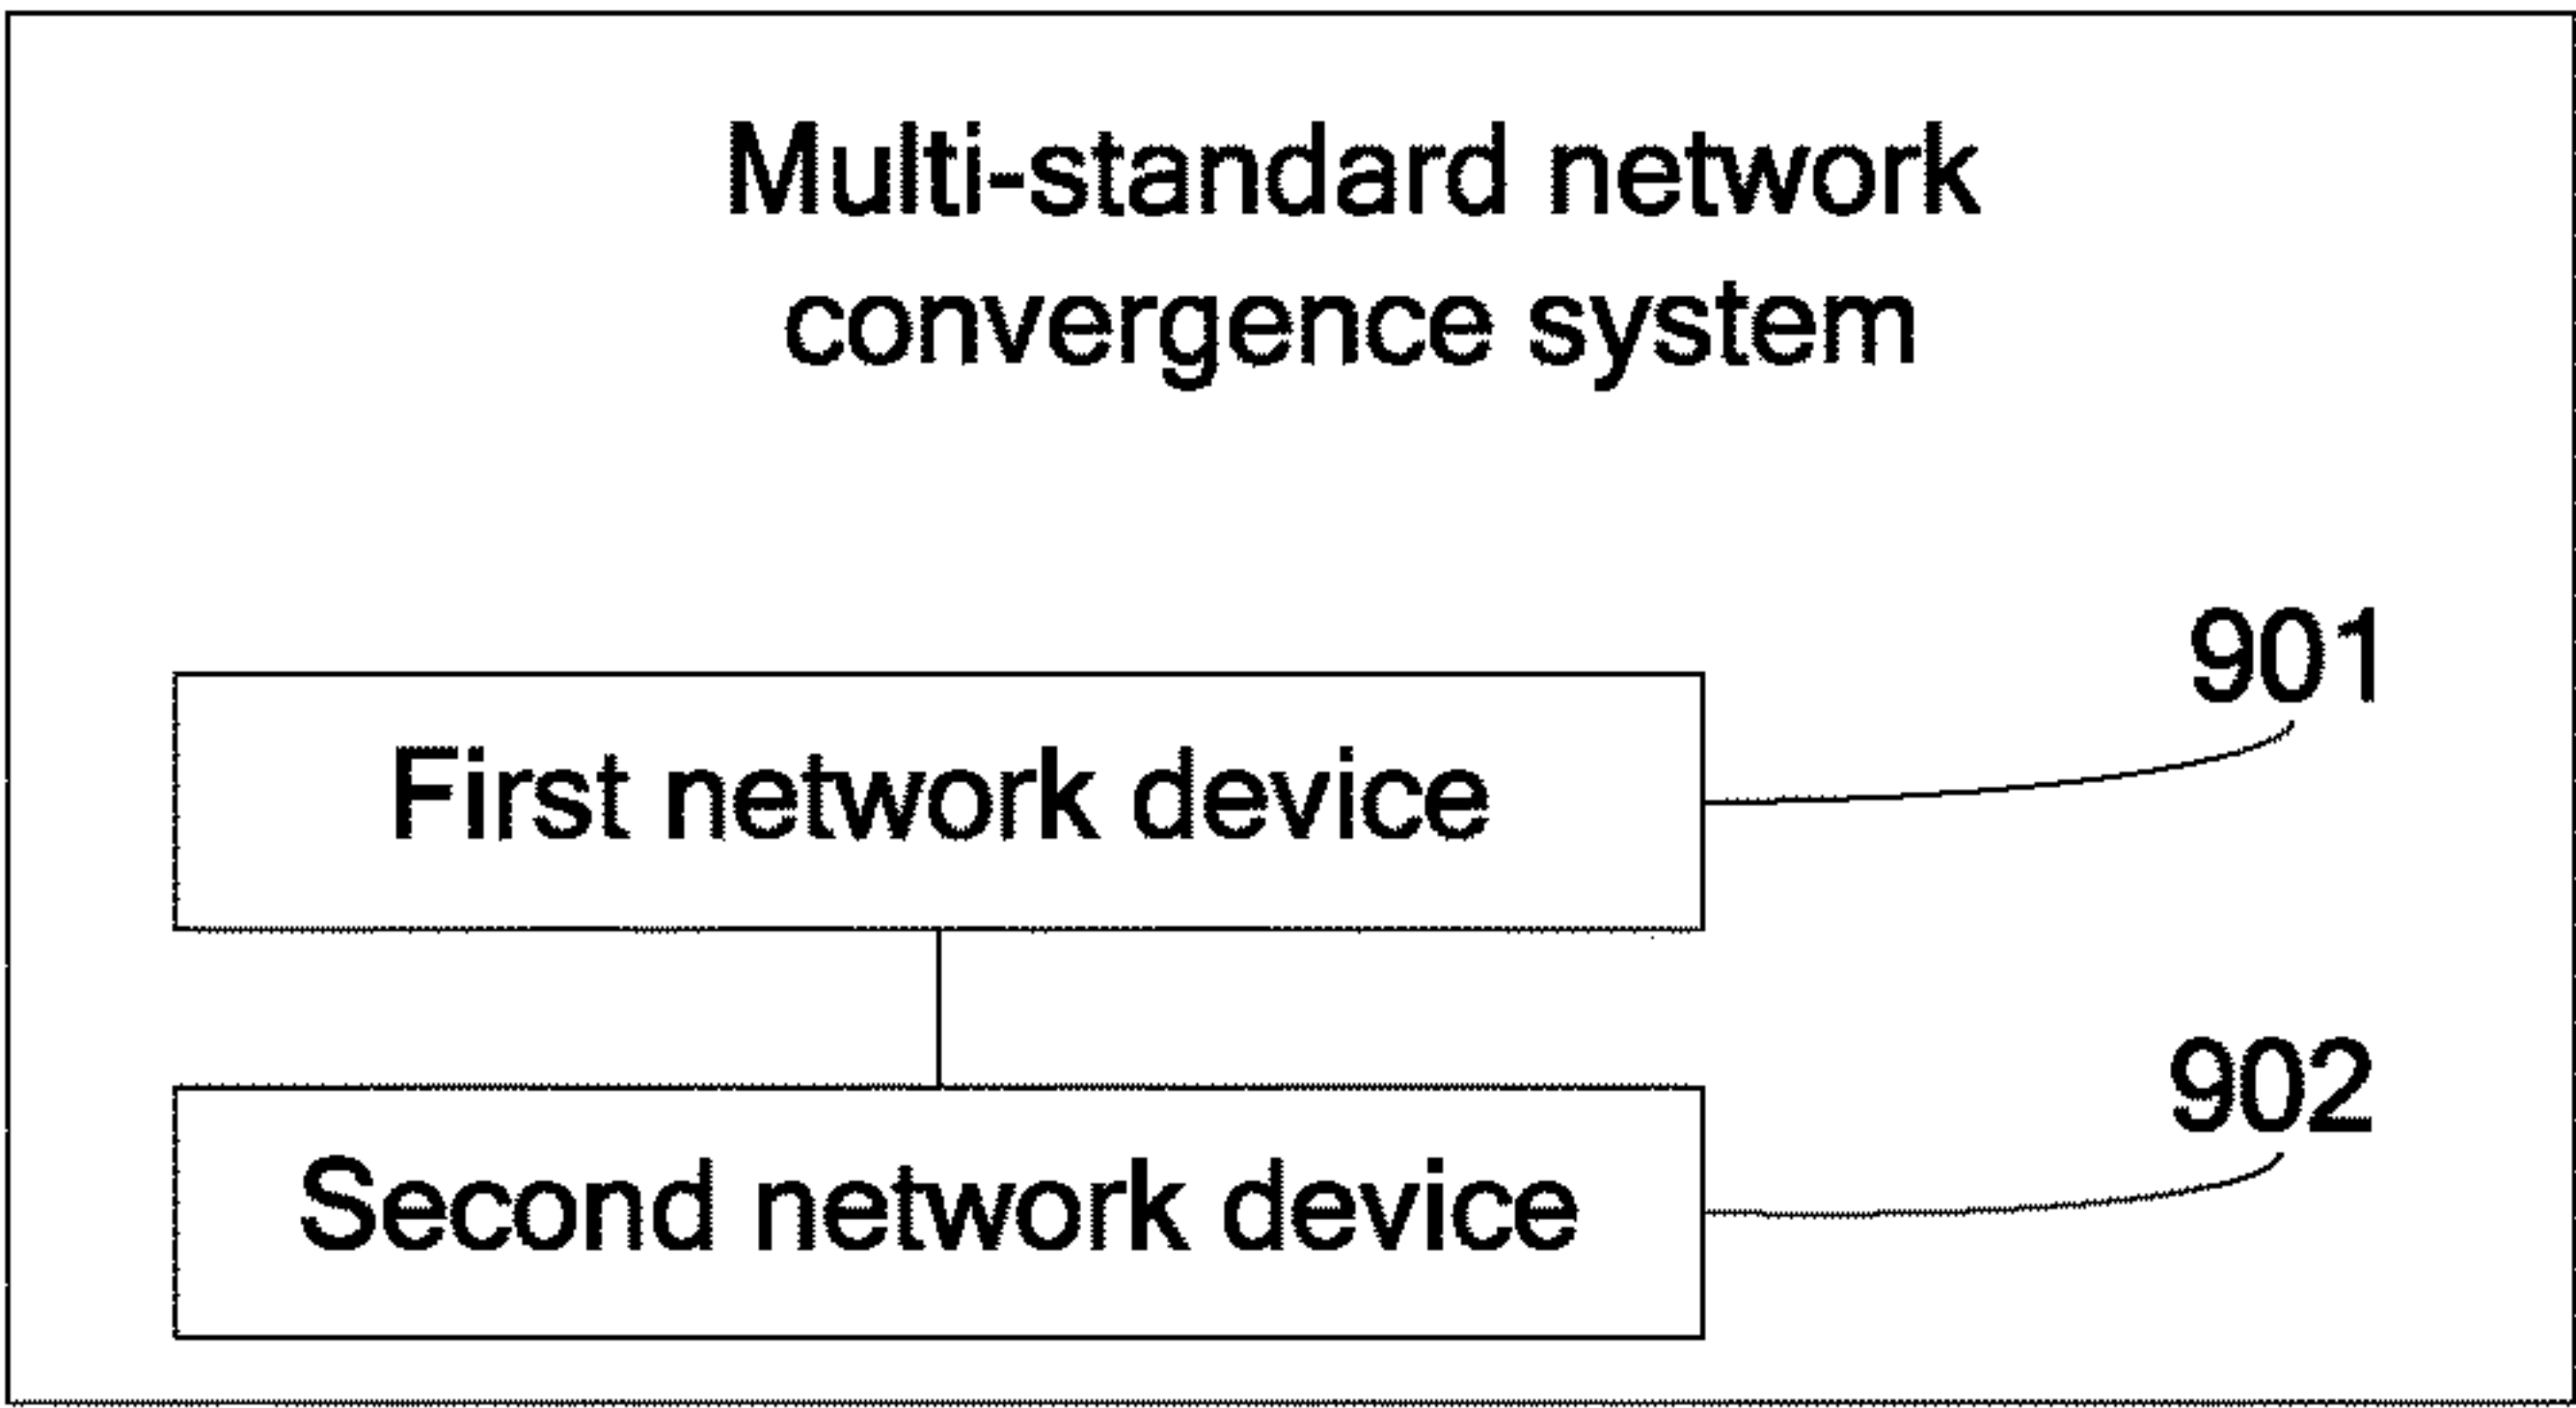 Multi-standard network
convergence system
901
First network device
902
Second network device